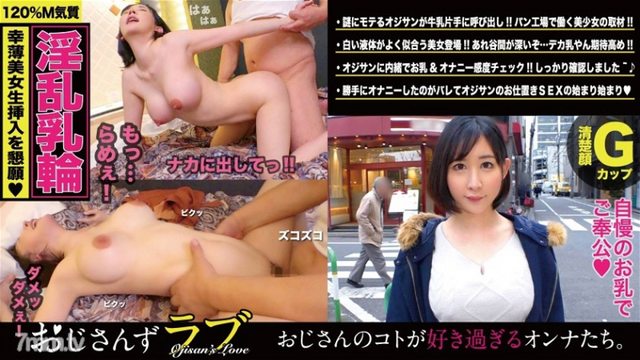 120%M気質
淫乱乳輪
幸薄美女生挿入を懇願♥
はぁ
はぁ
もっ…
らめぇ!
ナカに出してっ!!
ビクッ
ズコズコ
ビクッ
ダメッ
ダメぇー!
・謎にモテるオジサンが牛乳片手に呼び出し!!パン工場で働く美少女の取材!!
・白い液体がよく似合う美女登場!!あれ谷間が深いぞ…デカ乳やん期待高め!!
・オジサンに内緒でお乳&オナニー感度チェック!!しっかり確認しました~♪
・勝手にオナニーしたのがバレてオジサンのお仕置きSEXの始まり始まり♥
清楚顔
Gカップ
自慢のお乳で
ご奉公♥
おじさんずラブ
Ojisan's Love
おじさんのコトが好き過ぎるオンナたち。